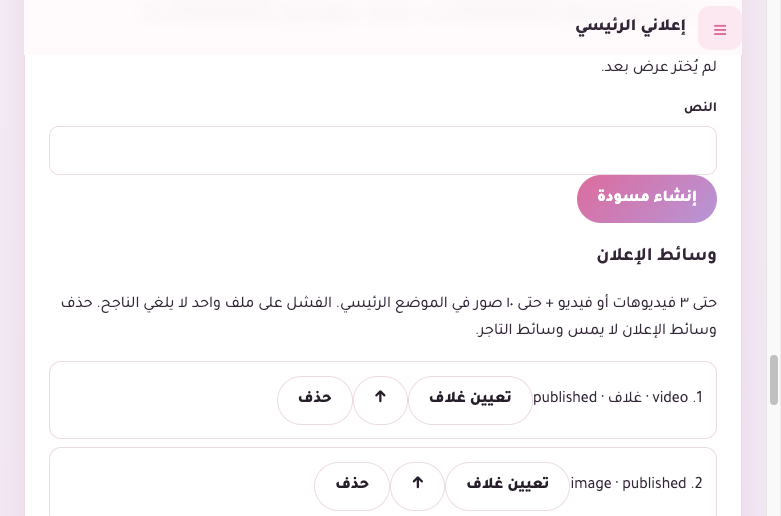 إعلاني الرئيسي
لم يُختر عرض بعد.
النص
إنشاء مسودة
وسائط الإعلان
حتى ٣ فيديوهات أو فيديو + حتى ١٠ صور في الموضع الرئيسي. الفشل على ملف واحد لا يلغي الناجح. حذف
وسائط الإعلان لا يمس وسائط التاجر.
1. video · غلاف · published تعيين غلاف ↑ حذف
2. image · published تعيين غلاف ↑ حذف